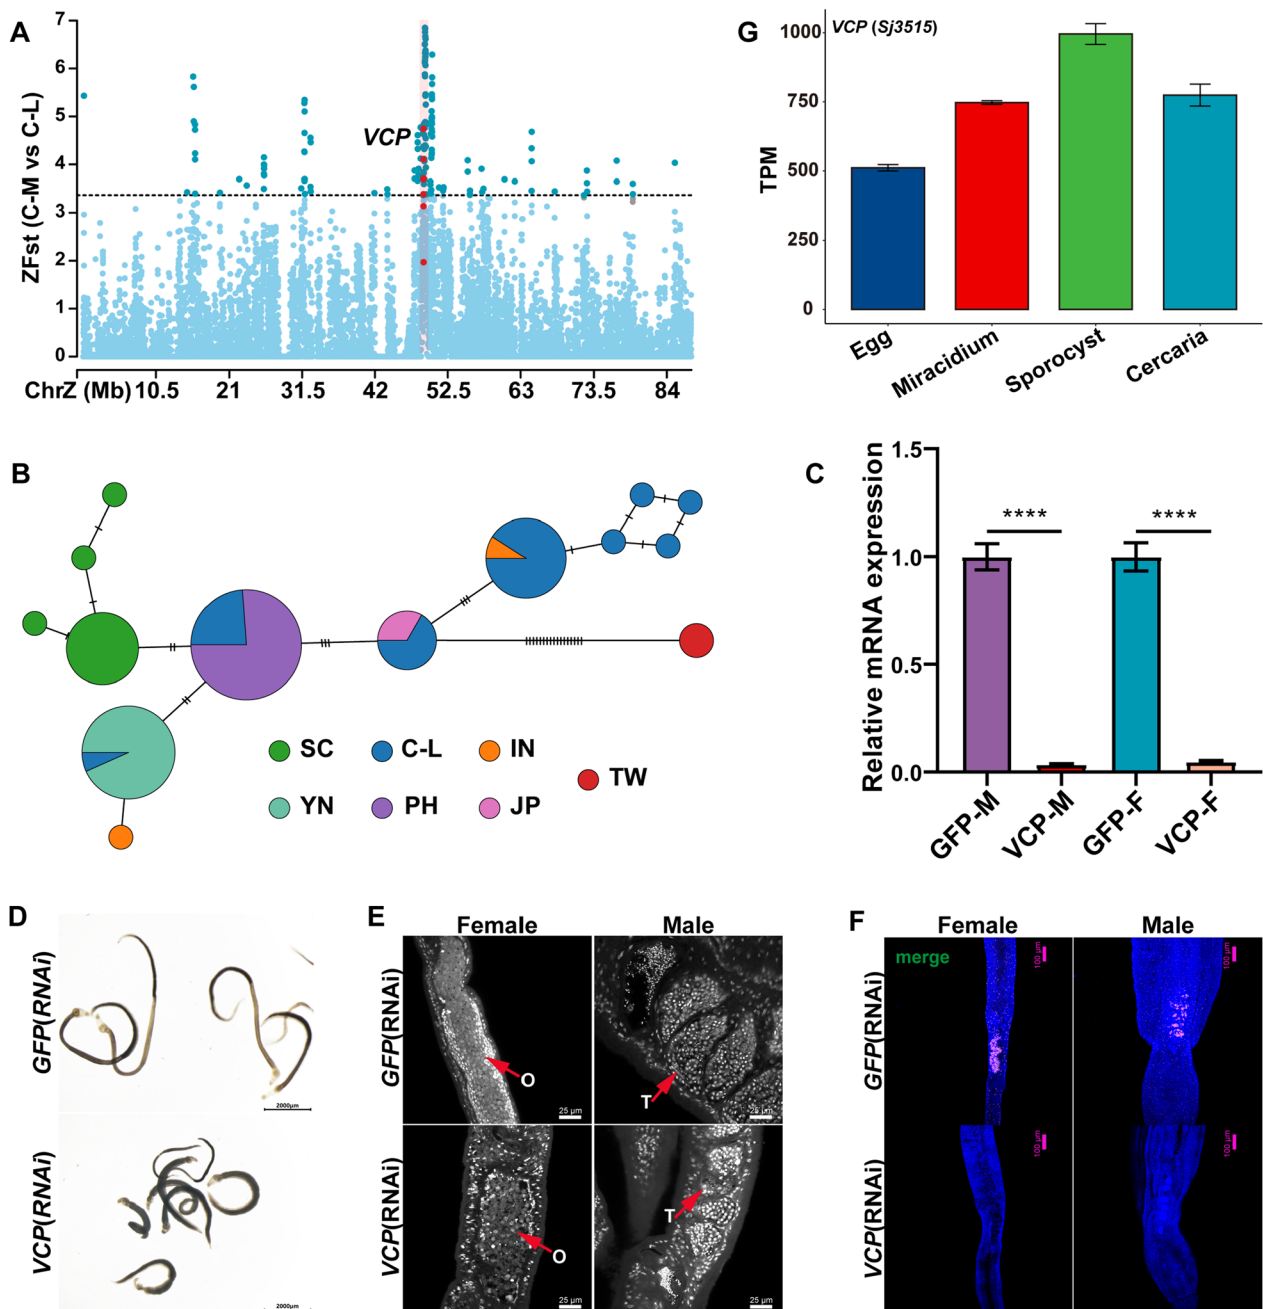 A
ZFst (C-M vs C-L)
7
6
5
4
3
2
1
0
VCP
ChrZ (Mb) 10.5 21 31.5 42 52.5 63 73.5 84
G
VCP (Sj3515)
TPM
1000
750
500
250
0
Egg
Miracidium
Sporocyst
Cercaria
B
SC
C-L
IN
TW
YN
PH
JP
C
Relative mRNA expression
1.5
1.0
0.5
0.0
****
****
GFP-M
VCP-M
GFP-F
VCP-F
D
GFP(RNAi)
2000μm
VCP(RNAi)
2000μm
E
Female
Male
GFP(RNAi)
O
25 μm
T
25 μm
VCP(RNAi)
O
25 μm
T
25 μm
F
Female
Male
merge
GFP(RNAi)
100 μm
100 μm
VCP(RNAi)
100 μm
100 μm